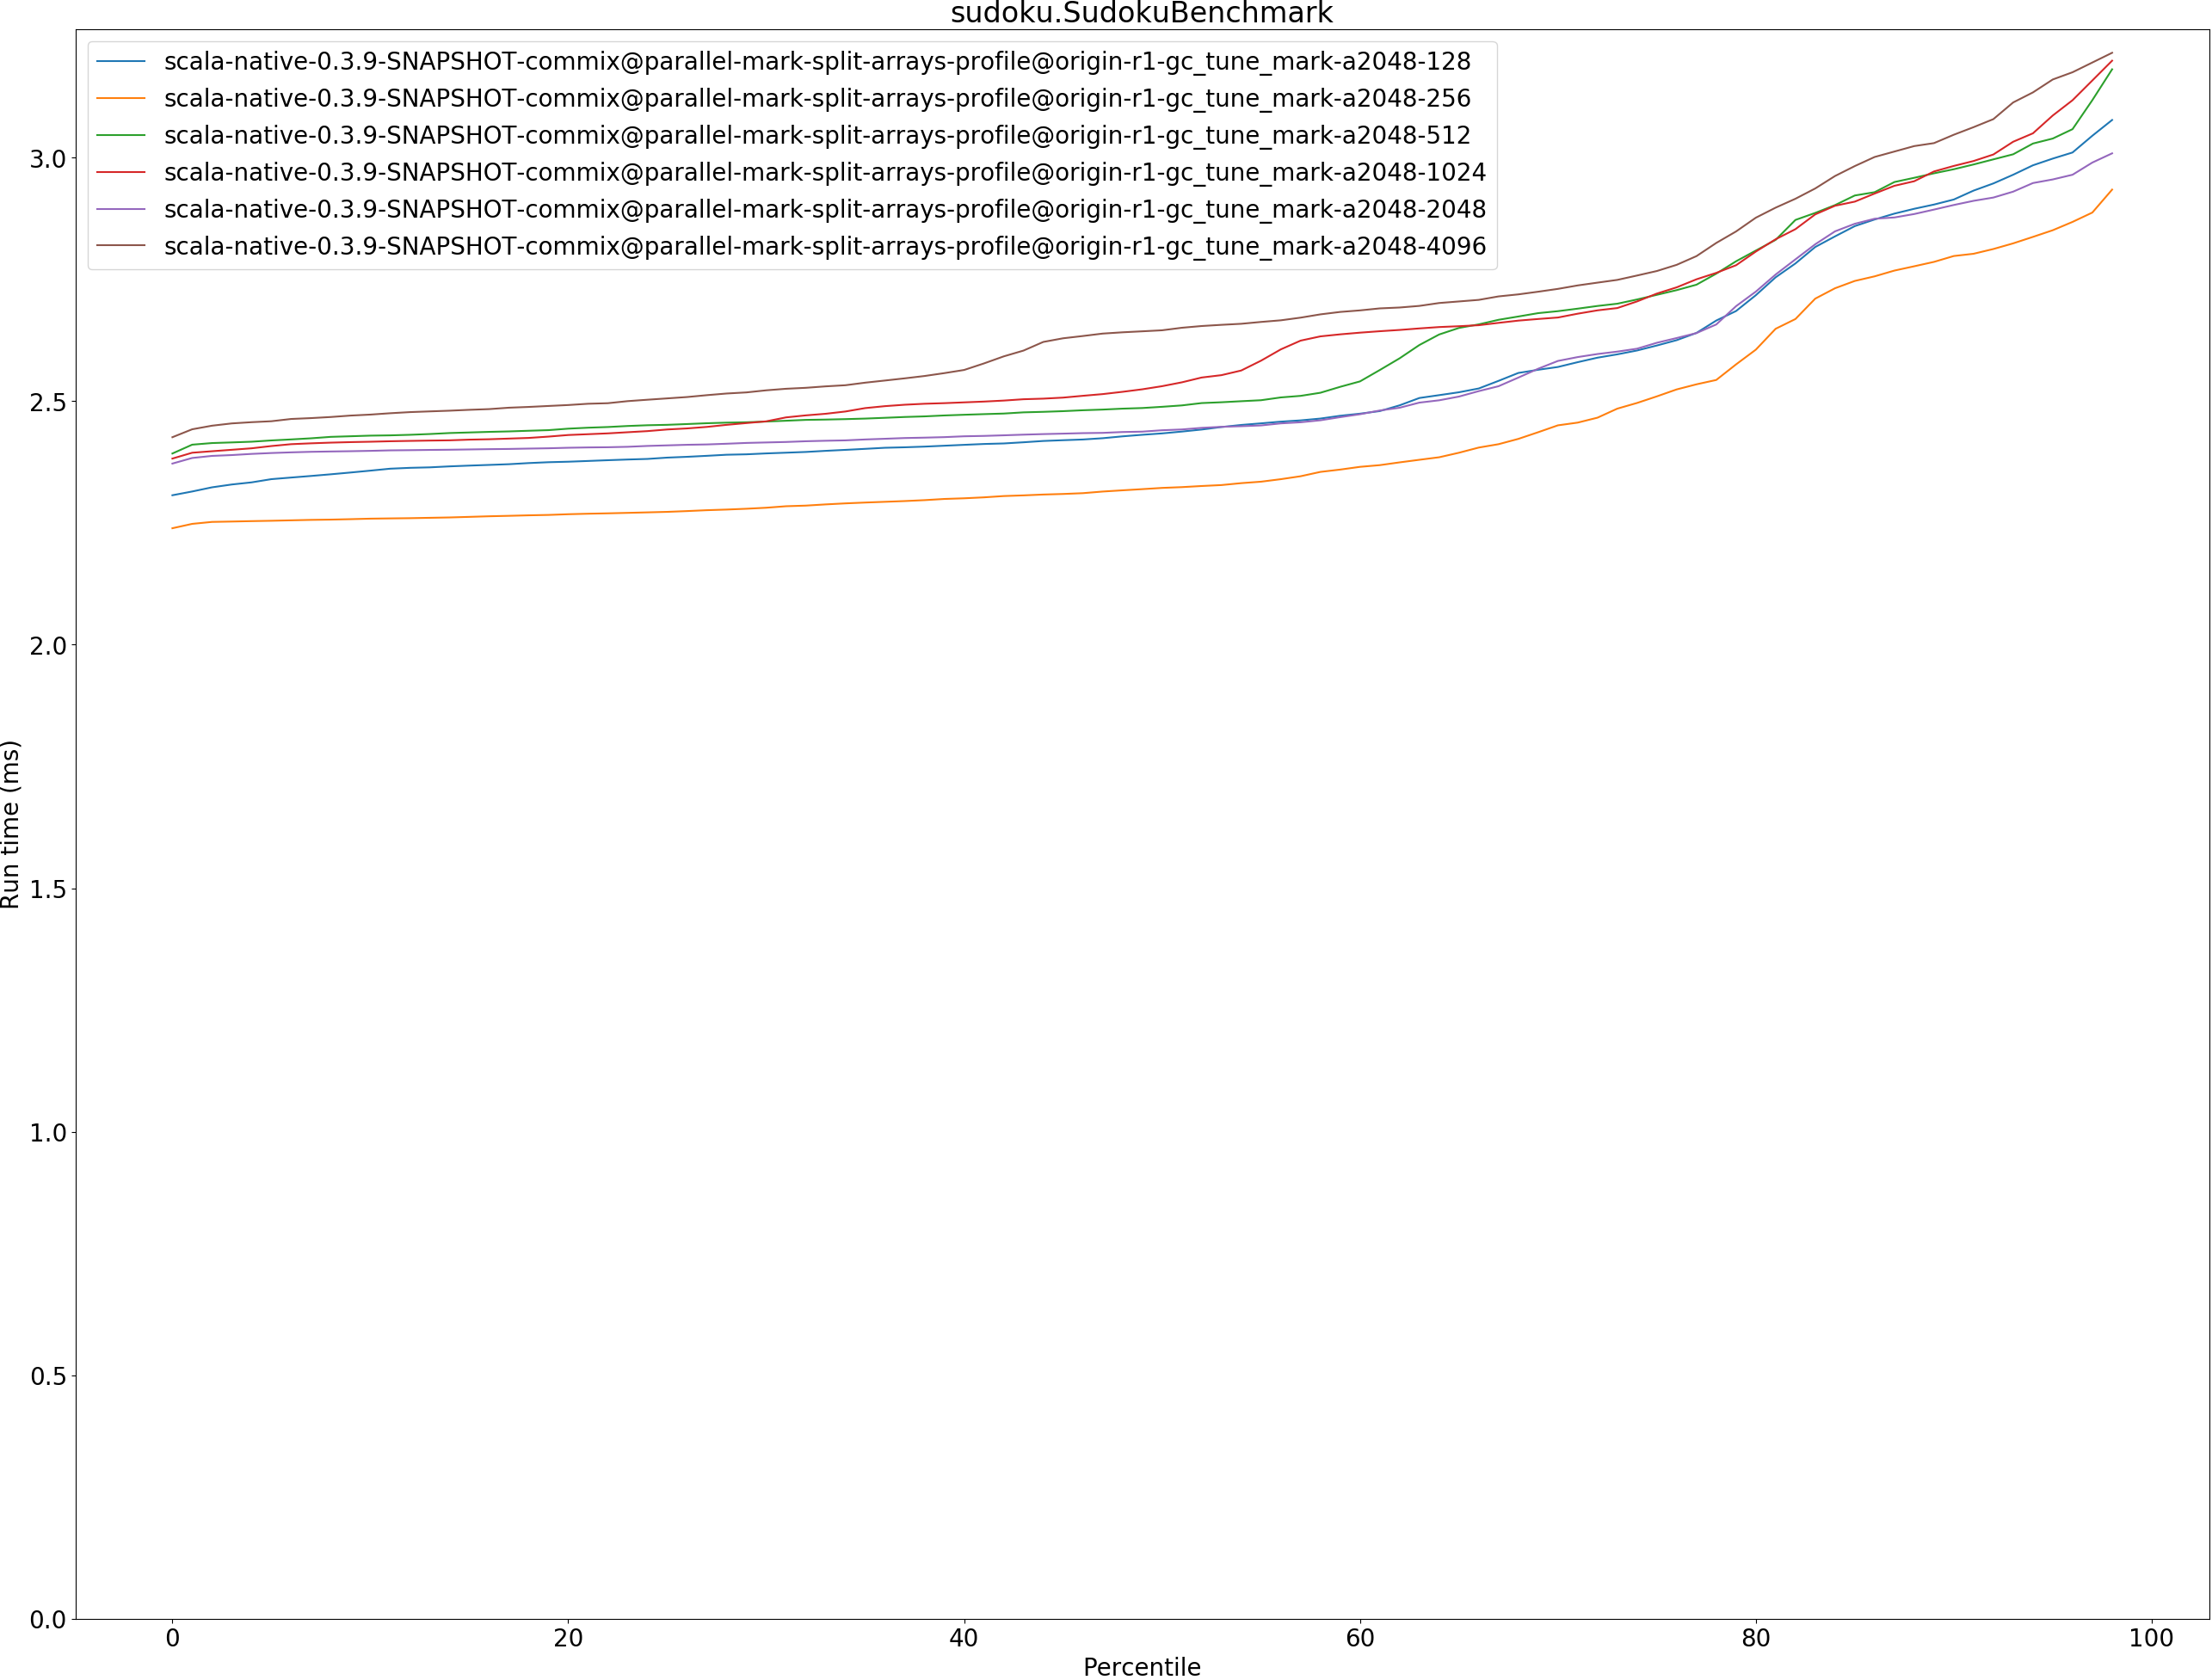 sudoku.SudokuBenchmark
scala-native-0.3.9-SNAPSHOT-commix@parallel-mark-split-arrays-profile@origin-r1-gc_tune_mark-a2048-128
scala-native-0.3.9-SNAPSHOT-commix@parallel-mark-split-arrays-profile@origin-r1-gc_tune_mark-a2048-256
scala-native-0.3.9-SNAPSHOT-commix@parallel-mark-split-arrays-profile@origin-r1-gc_tune_mark-a2048-512
scala-native-0.3.9-SNAPSHOT-commix@parallel-mark-split-arrays-profile@origin-r1-gc_tune_mark-a2048-1024
scala-native-0.3.9-SNAPSHOT-commix@parallel-mark-split-arrays-profile@origin-r1-gc_tune_mark-a2048-2048
scala-native-0.3.9-SNAPSHOT-commix@parallel-mark-split-arrays-profile@origin-r1-gc_tune_mark-a2048-4096
3.0
2.5
2.0
1.5
1.0
0.5
0.0
Run time (ms)
0 20 40 60 80 100
Percentile